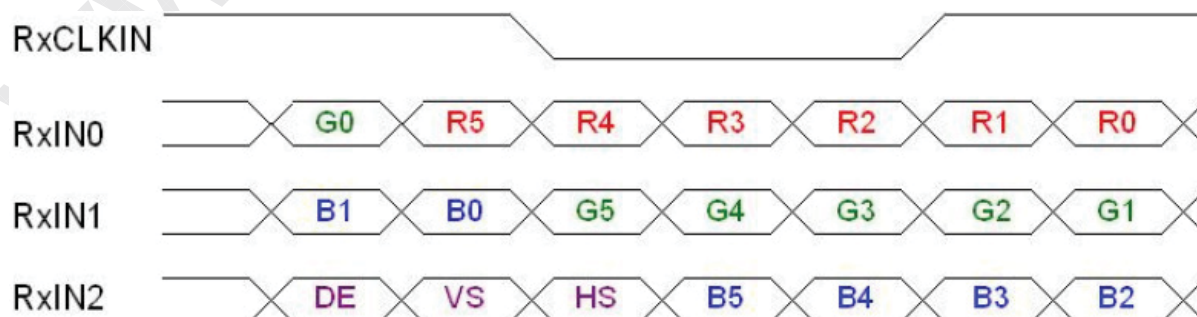 RxCLKIN
RxIN0 G0 R5 R4 R3 R2 R1 R0
RxIN1 B1 B0 G5 G4 G3 G2 G1
RxIN2 DE VS HS B5 B4 B3 B2